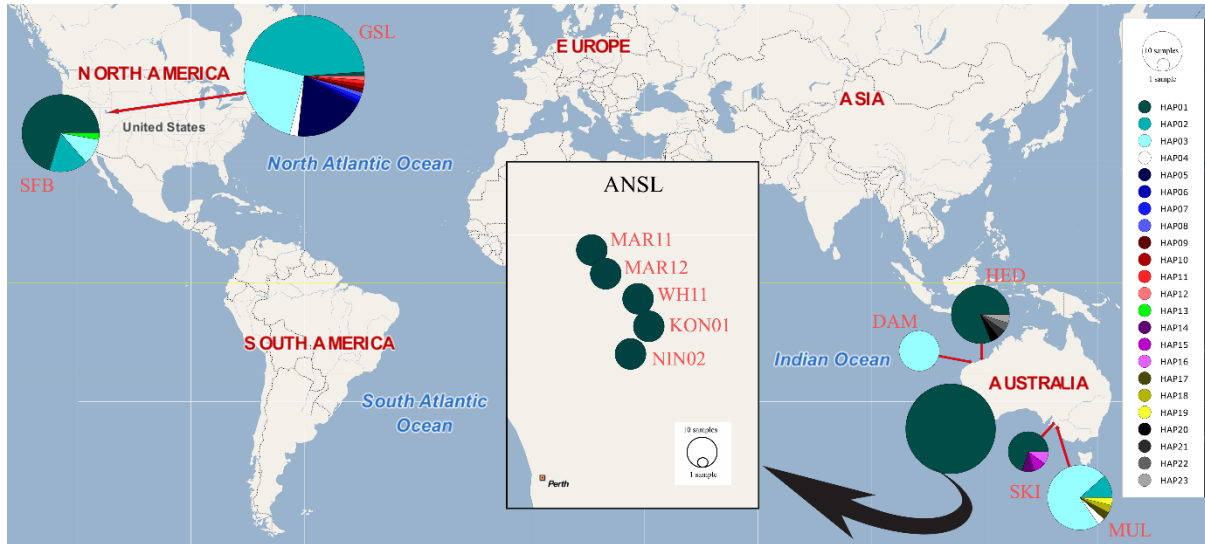 GSL
EUROPE
NORTH AMERICA
ASIA
United States
North Atlantic Ocean
SFB
ANSL
MAR11
MAR12
WH11
KON01
NIN02
10 samples
1 sample
Perth
SOUTH AMERICA
South Atlantic
Ocean
HED
DAM
Indian Ocean
AUSTRALIA
SKI
MUL
10 samples
1 sample
HAP01
HAP02
HAP03
HAP04
HAP05
HAP06
HAP07
HAP08
HAP09
HAP10
HAP11
HAP12
HAP13
HAP14
HAP15
HAP16
HAP17
HAP18
HAP19
HAP20
HAP21
HAP22
HAP23